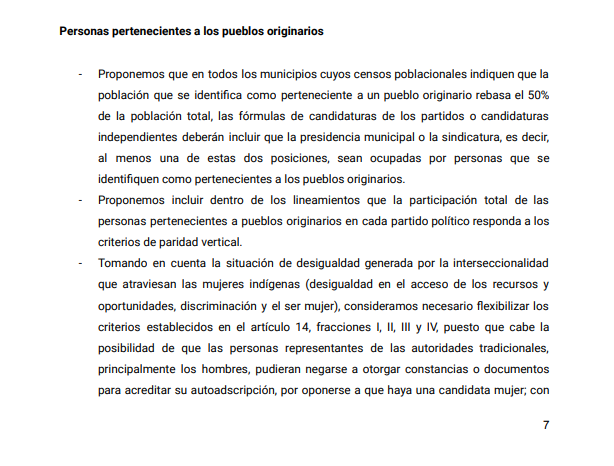 Personas pertenecientes a los pueblos originarios
- Proponemos que en todos los municipios cuyos censos poblacionales indiquen que la
población que se identifica como perteneciente a un pueblo originario rebasa el 50%
de la población total, las fórmulas de candidaturas de los partidos o candidaturas
independientes deberán incluir que la presidencia municipal o la sindicatura, es decir,
al menos una de estas dos posiciones, sean ocupadas por personas que se
identifiquen como pertenecientes a los pueblos originarios.
- Proponemos incluir dentro de los lineamientos que la participación total de las
personas pertenecientes a pueblos originarios en cada partido político responda a los
criterios de paridad vertical.
- Tomando en cuenta la situación de desigualdad generada por la interseccionalidad
que atraviesan las mujeres indígenas (desigualdad en el acceso de los recursos y
oportunidades, discriminación y el ser mujer), consideramos necesario flexibilizar los
criterios establecidos en el artículo 14, fracciones I, II, III y IV, puesto que cabe la
posibilidad de que las personas representantes de las autoridades tradicionales,
principalmente los hombres, pudieran negarse a otorgar constancias o documentos
para acreditar su autoadscripción, por oponerse a que haya una candidata mujer; con
7